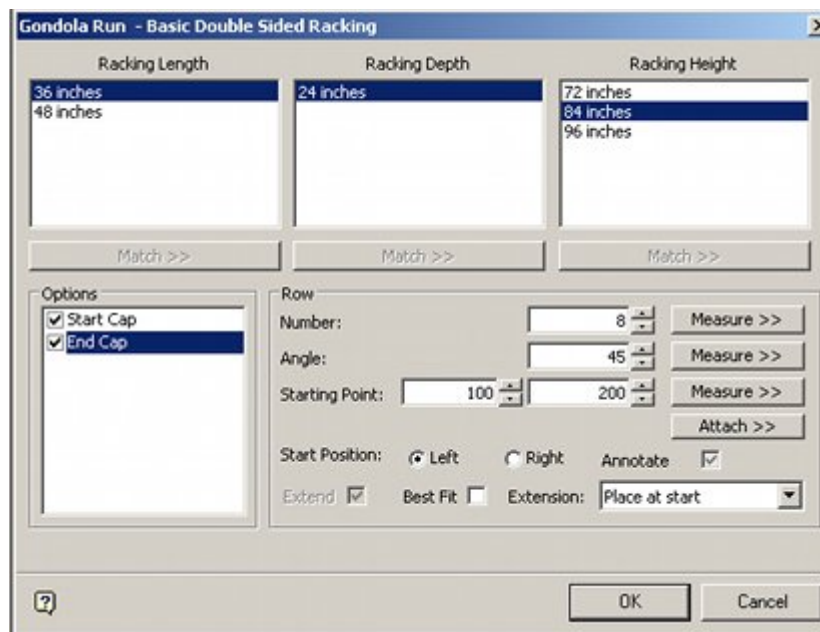 Gondola Run - Basic Double Sided Racking
Racking Length Racking Depth Racking Height
36 inches 24 inches 72 inches
48 inches 84 inches
96 inches
Match >> Match >> Match >>
Options Row
Start Cap Number: 8 Measure >>
End Cap Angle: 45 Measure >>
Starting Point: 100 200 Measure >>
Attach >>
Start Position: Left Right Annotate
Extend Best Fit Extension: Place at start
OK Cancel